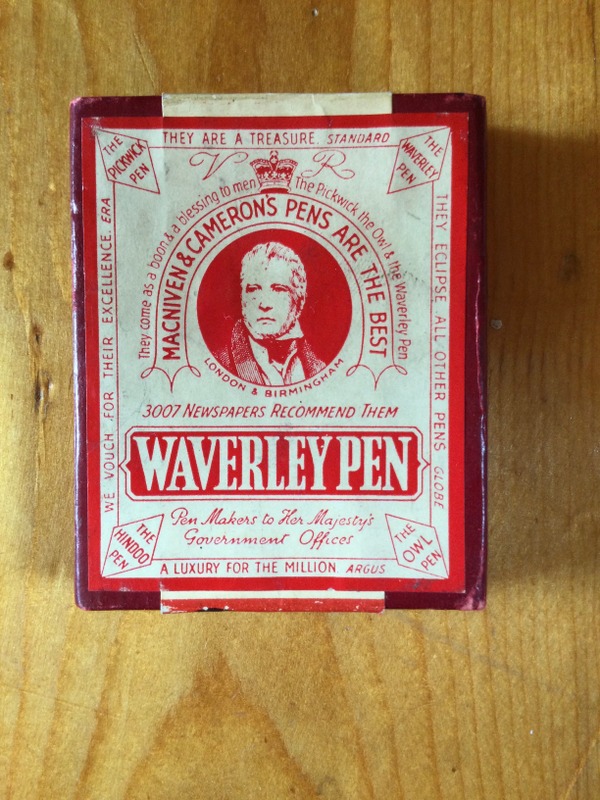 THEY ARE A TREASURE. STANDARD
THE PICKWICK PEN
THE WAVERLEY PEN
V R
They come as a boon & a blessing to men
The Pickwick, the Owl & the Waverley Pen
MACNIVEN & CAMERON'S PENS ARE THE BEST
LONDON & BIRMINGHAM
WE VOUCH FOR THEIR EXCELLENCE. ERA
THEY ECLIPSE ALL OTHER PENS GLOBE
3007 NEWSPAPERS RECOMMEND THEM
WAVERLEY PEN
Pen Makers to Her Majesty's
Government Offices
THE HINDOO PEN
THE OWL PEN
A LUXURY FOR THE MILLION. ARGUS